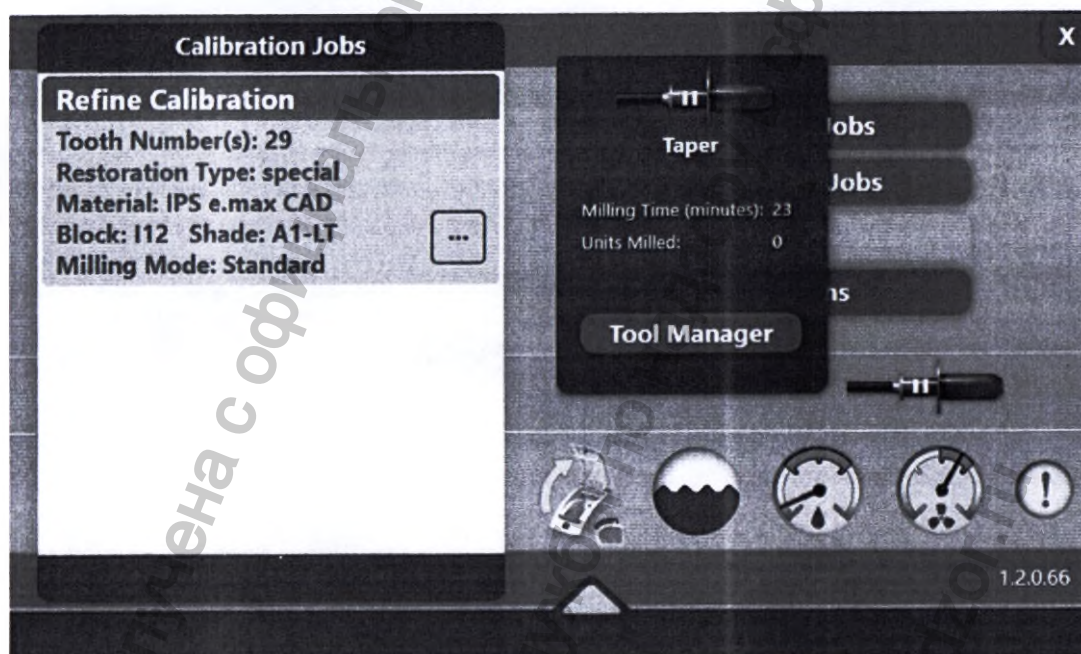 Calibration Jobs
Refine Calibration
Tooth Number(s): 29
Restoration Type: special
Material: IPS e.max CAD
Block: I12 Shade: A1-LT
Milling Mode: Standard
...
X
Taper
Milling Time (minutes): 23
Units Milled: 0
Tool Manager
Jobs
Jobs
ns
1.2.0.66